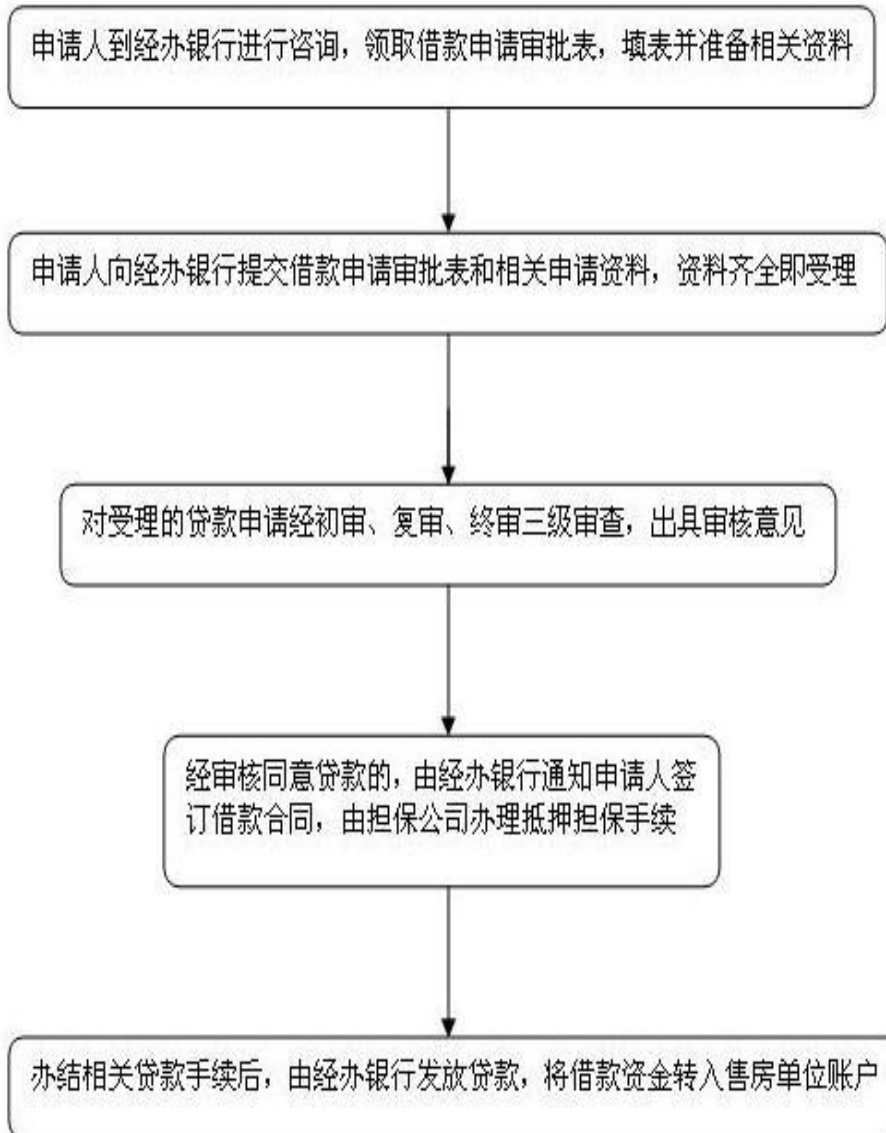 申请人到经办银行进行咨询，领取借款申请审批表，填表并准备相关资料
申请人向经办银行提交借款申请审批表和相关申请资料，资料齐全即受理
对受理的贷款申请经初审、复审、终审三级审查，出具审核意见
经审核同意贷款的，由经办银行通知申请人签
订借款合同，由担保公司办理抵押担保手续
办结相关贷款手续后，由经办银行发放贷款，将借款资金转入售房单位账户